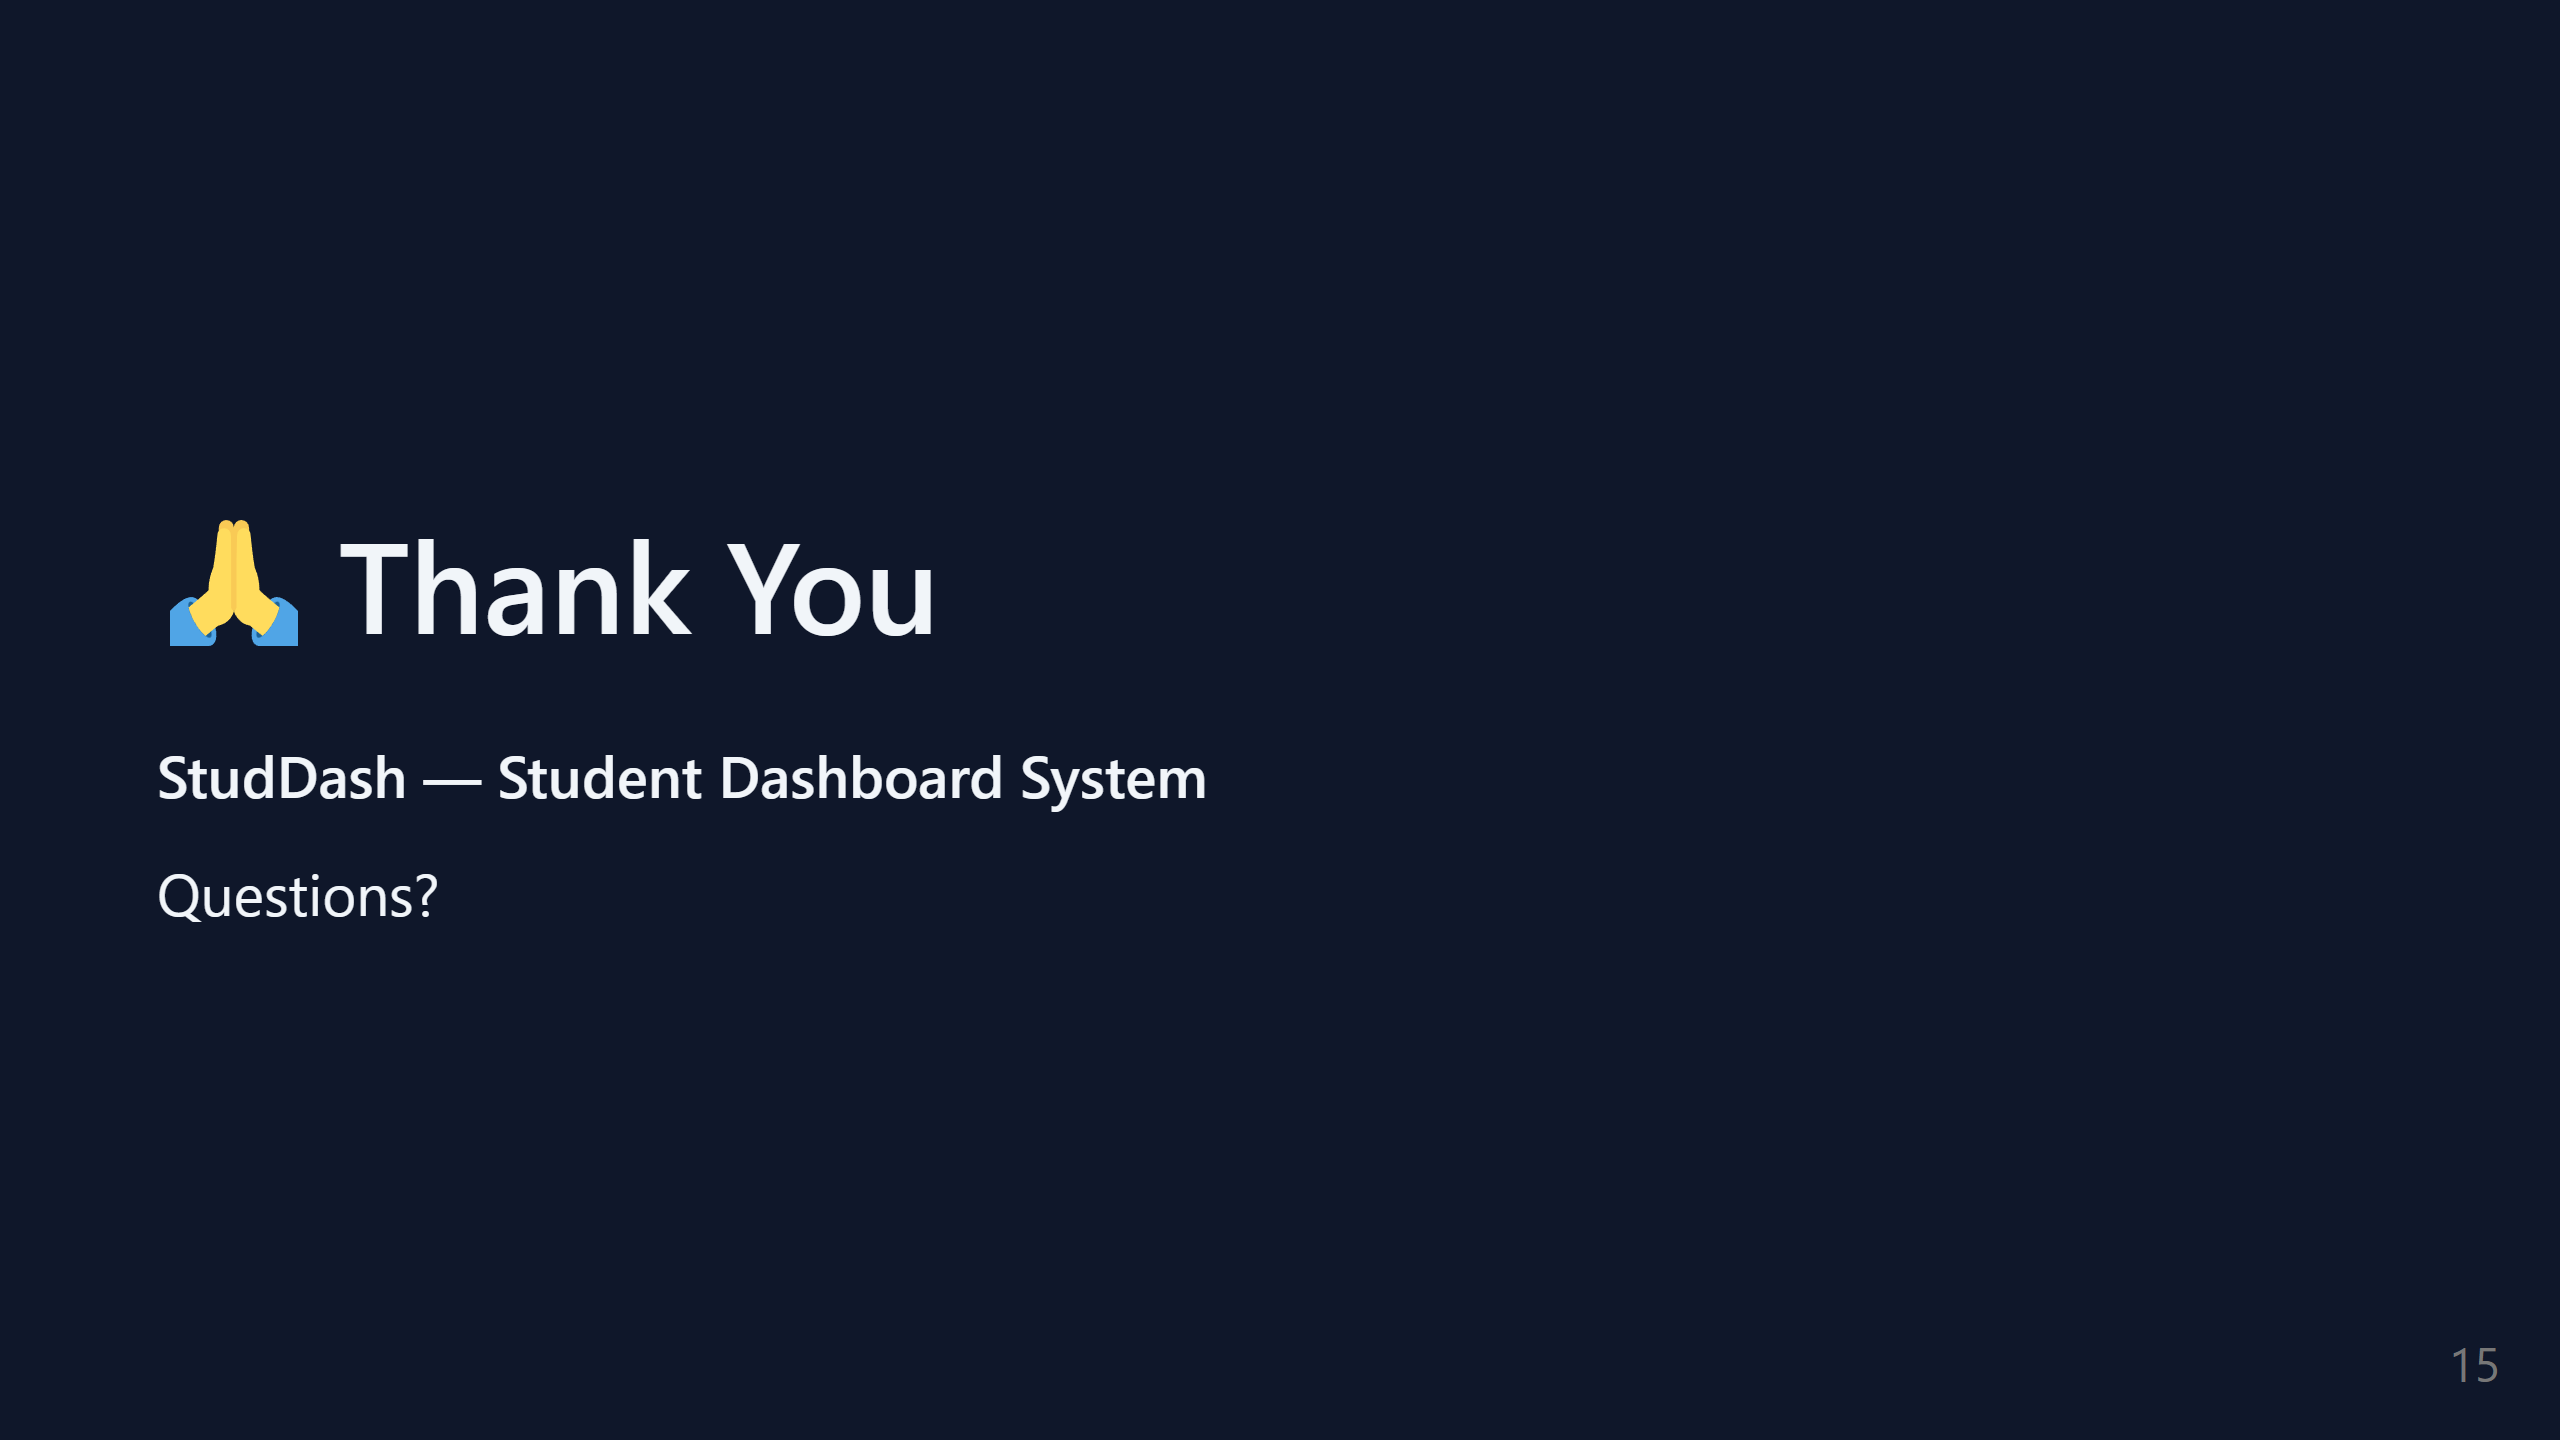 🙏 Thank You
StudDash — Student Dashboard System
Questions?
15